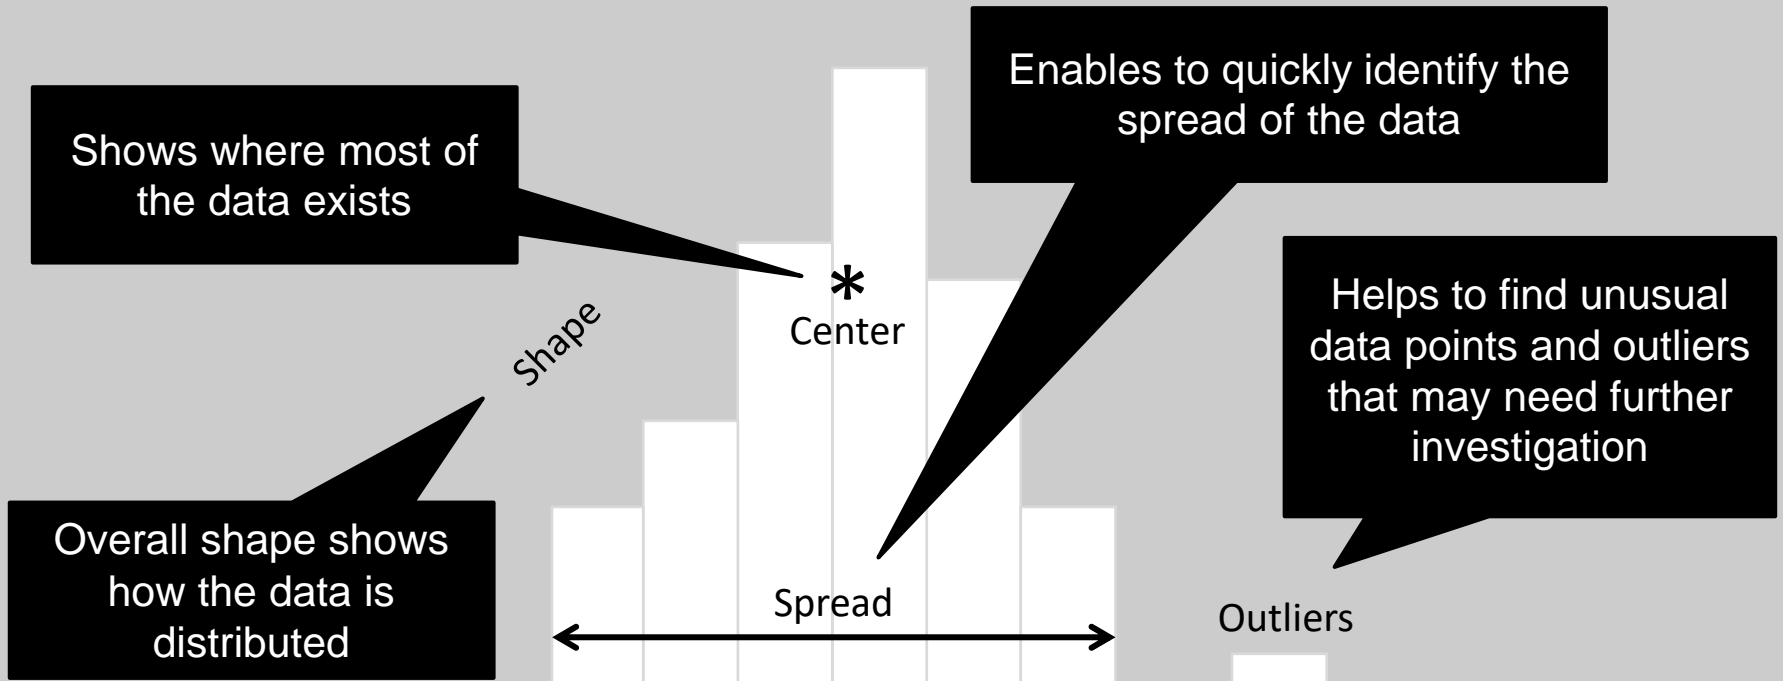 Enables to quickly identify the
spread of the data
Shows where most of
the data exists
*
Center
Shape
Helps to find unusual
data points and outliers
that may need further
investigation
Overall shape shows
how the data is
distributed
Spread
Outliers